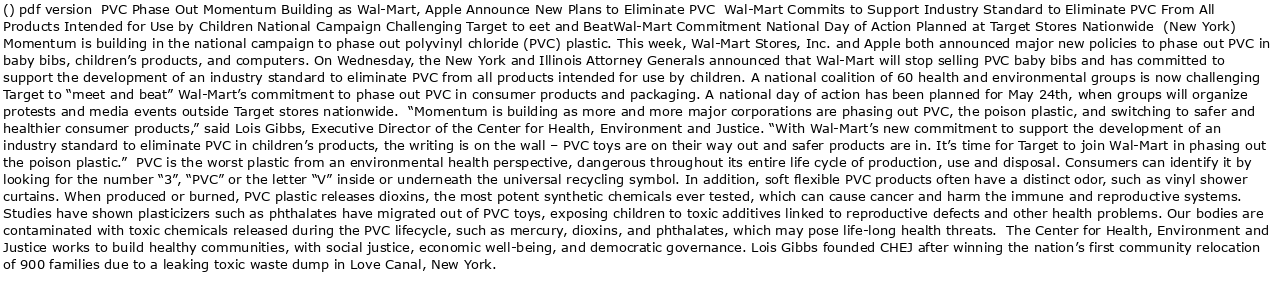 () pdf version  PVC Phase Out Momentum Building as Wal-Mart, Apple Announce New Plans to Eliminate PVC  Wal-Mart Commits to Support Industry Standard to Eliminate PVC From All
Products Intended for Use by Children National Campaign Challenging Target to eet and BeatWal-Mart Commitment National Day of Action Planned at Target Stores Nationwide  (New York)
Momentum is building in the national campaign to phase out polyvinyl chloride (PVC) plastic. This week, Wal-Mart Stores, Inc. and Apple both announced major new policies to phase out PVC in
baby bibs, children’s products, and computers. On Wednesday, the New York and Illinois Attorney Generals announced that Wal-Mart will stop selling PVC baby bibs and has committed to
support the development of an industry standard to eliminate PVC from all products intended for use by children. A national coalition of 60 health and environmental groups is now challenging
Target to “meet and beat” Wal-Mart’s commitment to phase out PVC in consumer products and packaging. A national day of action has been planned for May 24th, when groups will organize
protests and media events outside Target stores nationwide.  “Momentum is building as more and more major corporations are phasing out PVC, the poison plastic, and switching to safer and
healthier consumer products,” said Lois Gibbs, Executive Director of the Center for Health, Environment and Justice. “With Wal-Mart’s new commitment to support the development of an
industry standard to eliminate PVC in children’s products, the writing is on the wall – PVC toys are on their way out and safer products are in. It’s time for Target to join Wal-Mart in phasing out
the poison plastic.”  PVC is the worst plastic from an environmental health perspective, dangerous throughout its entire life cycle of production, use and disposal. Consumers can identify it by
looking for the number “3”, “PVC” or the letter “V” inside or underneath the universal recycling symbol. In addition, soft flexible PVC products often have a distinct odor, such as vinyl shower
curtains. When produced or burned, PVC plastic releases dioxins, the most potent synthetic chemicals ever tested, which can cause cancer and harm the immune and reproductive systems.
Studies have shown plasticizers such as phthalates have migrated out of PVC toys, exposing children to toxic additives linked to reproductive defects and other health problems. Our bodies are
contaminated with toxic chemicals released during the PVC lifecycle, such as mercury, dioxins, and phthalates, which may pose life-long health threats.  The Center for Health, Environment and
Justice works to build healthy communities, with social justice, economic well-being, and democratic governance. Lois Gibbs founded CHEJ after winning the nation’s first community relocation
of 900 families due to a leaking toxic waste dump in Love Canal, New York.